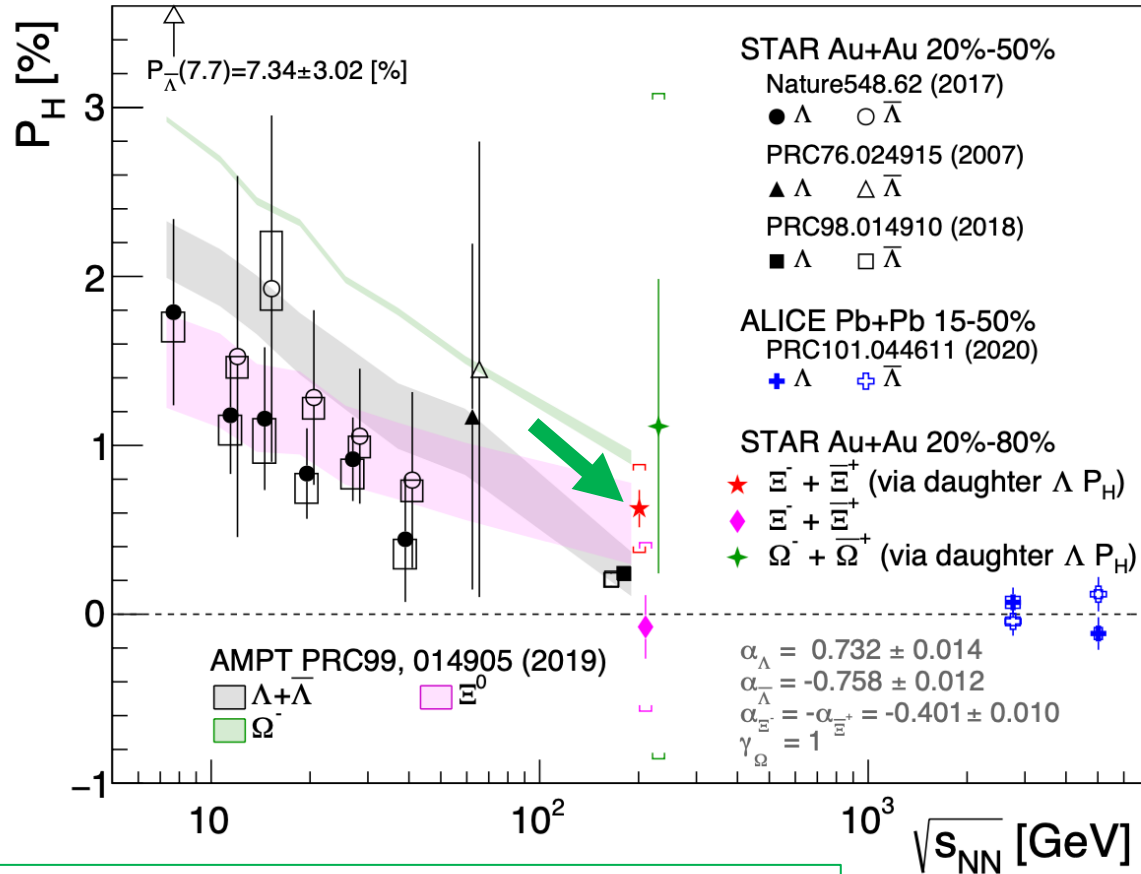 P_H [%]
3
2
1
0
−1
P_Λ̅(7.7)=7.34±3.02 [%]
STAR Au+Au 20%-50%
Nature548.62 (2017)
Λ Λ̅
PRC76.024915 (2007)
Λ Λ̅
PRC98.014910 (2018)
Λ Λ̅
ALICE Pb+Pb 15-50%
PRC101.044611 (2020)
Λ Λ̅
STAR Au+Au 20%-80%
Ξ⁻ + Ξ̅⁺ (via daughter Λ P_H)
Ξ⁻ + Ξ̅⁺
Ω⁻ + Ω̅⁺ (via daughter Λ P_H)
AMPT PRC99, 014905 (2019)
Λ+Λ̅ Ξ⁰
Ω⁻
α_Λ = 0.732 ± 0.014
α_Λ̅ = -0.758 ± 0.012
α_Ξ⁻ = -α_Ξ̅⁺ = -0.401± 0.010
γ_Ω = 1
10 10² 10³
√s_NN [GeV]